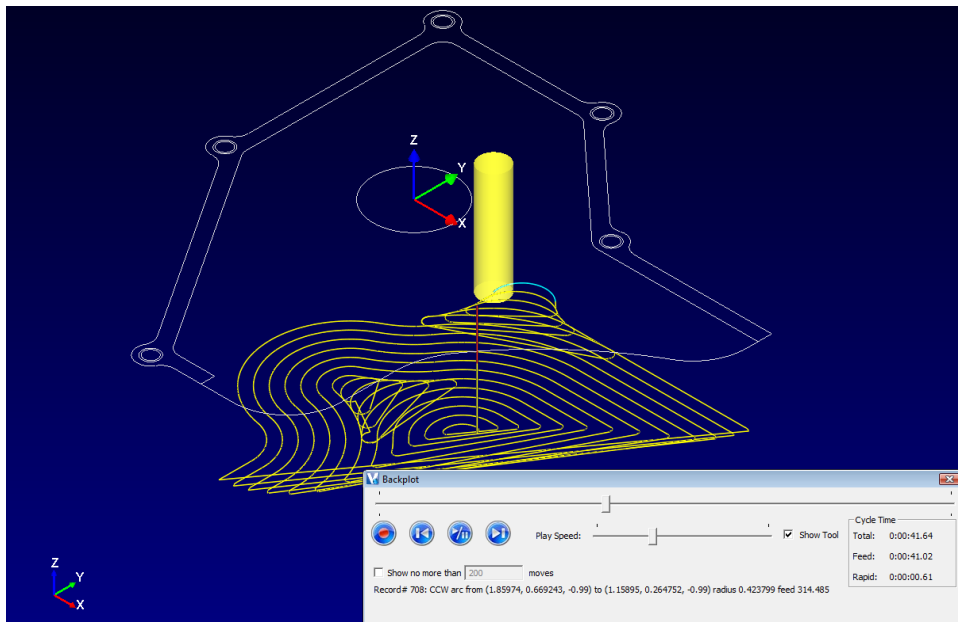 Z
Y
X
Z
Y
X
Backplot
Play Speed:
Show Tool
Cycle Time
Total: 0:00:41.64
Feed: 0:00:41.02
Rapid: 0:00:00.61
Show no more than 200 moves
Record# 708: CCW arc from (1.85974, 0.669243, -0.99) to (1.15895, 0.264752, -0.99) radius 0.423799 feed 314.485